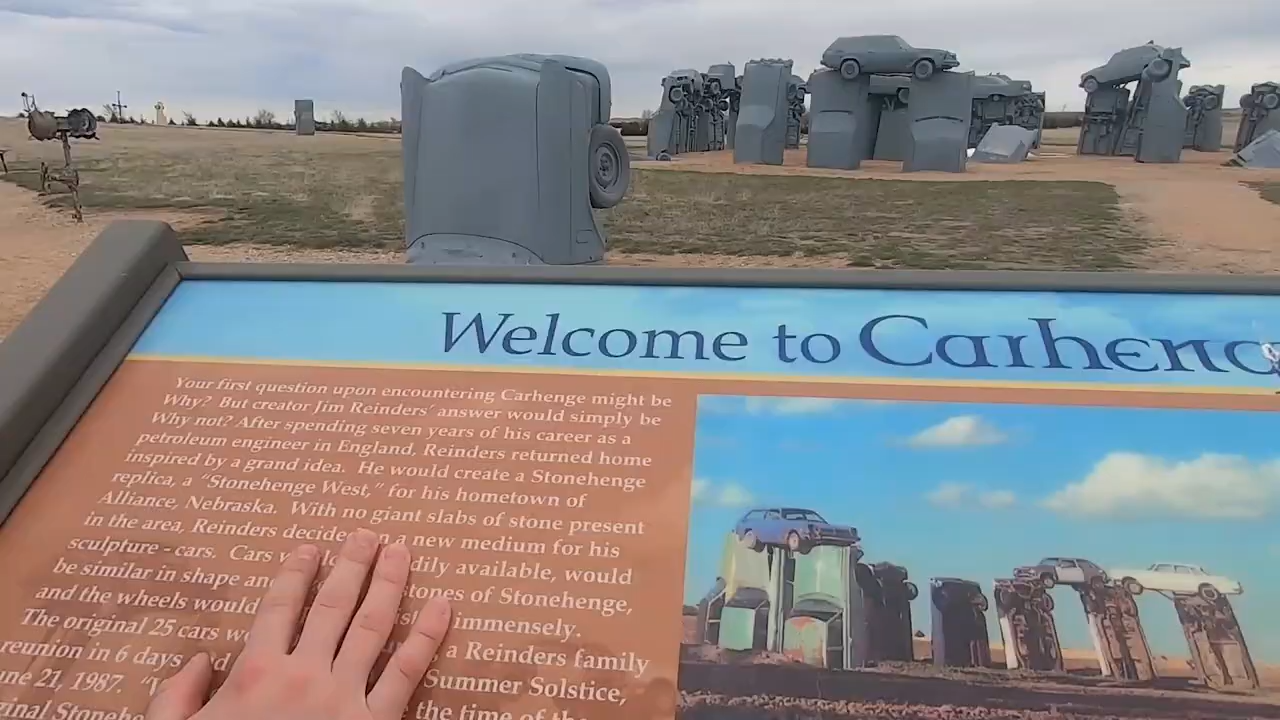 Welcome to Carheng
Your first question upon encountering Carhenge might be
Why? But creator Jim Reinders' answer would simply be
Why not? After spending seven years of his career as a
petroleum engineer in England, Reinders returned home
inspired by a grand idea. He would create a Stonehenge
replica, a "Stonehenge West," for his hometown of
Alliance, Nebraska. With no giant slabs of stone present
in the area, Reinders decided on a new medium for his
sculpture - cars. Cars available, would
be similar in shape and stones of Stonehenge,
and the wheels would immensely.
The original 25 cars a Reinders family
reunion in 6 days Summer Solstice,
June 21, 1987. the time of the